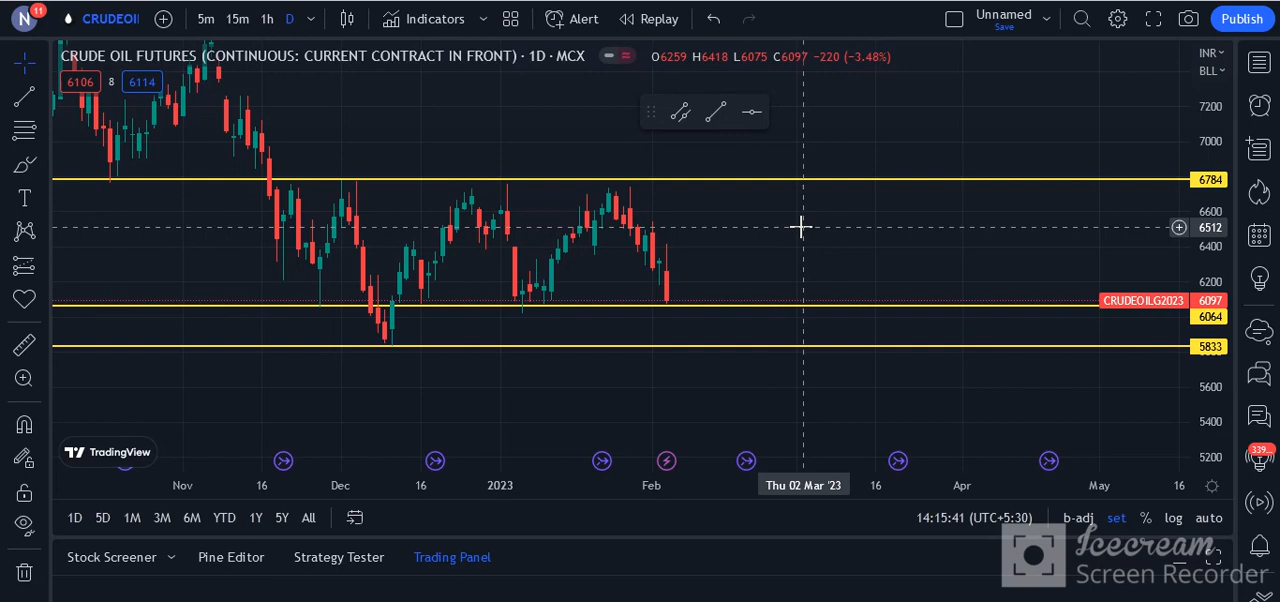 N
11
CRUDEOIL
5m 15m 1h D
Indicators
Alert
Replay
Unnamed
Save
Publish
CRUDE OIL FUTURES (CONTINUOUS: CURRENT CONTRACT IN FRONT) · 1D · MCX
O6259 H6418 L6075 C6097 -220 (-3.48%)
INR
BLL
6106 8 6114
7200
7000
6784
6600
6512
6400
6200
CRUDEOILG2023 6097
6064
5833
5600
5400
5200
TradingView
Nov 16 Dec 16 2023 Feb Thu 02 Mar '23 16 Apr May 16
1D 5D 1M 3M 6M YTD 1Y 5Y All
14:15:41 (UTC+5:30) b-adj set % log auto
Stock Screener Pine Editor Strategy Tester Trading Panel
339...
Icecream
Screen Recorder